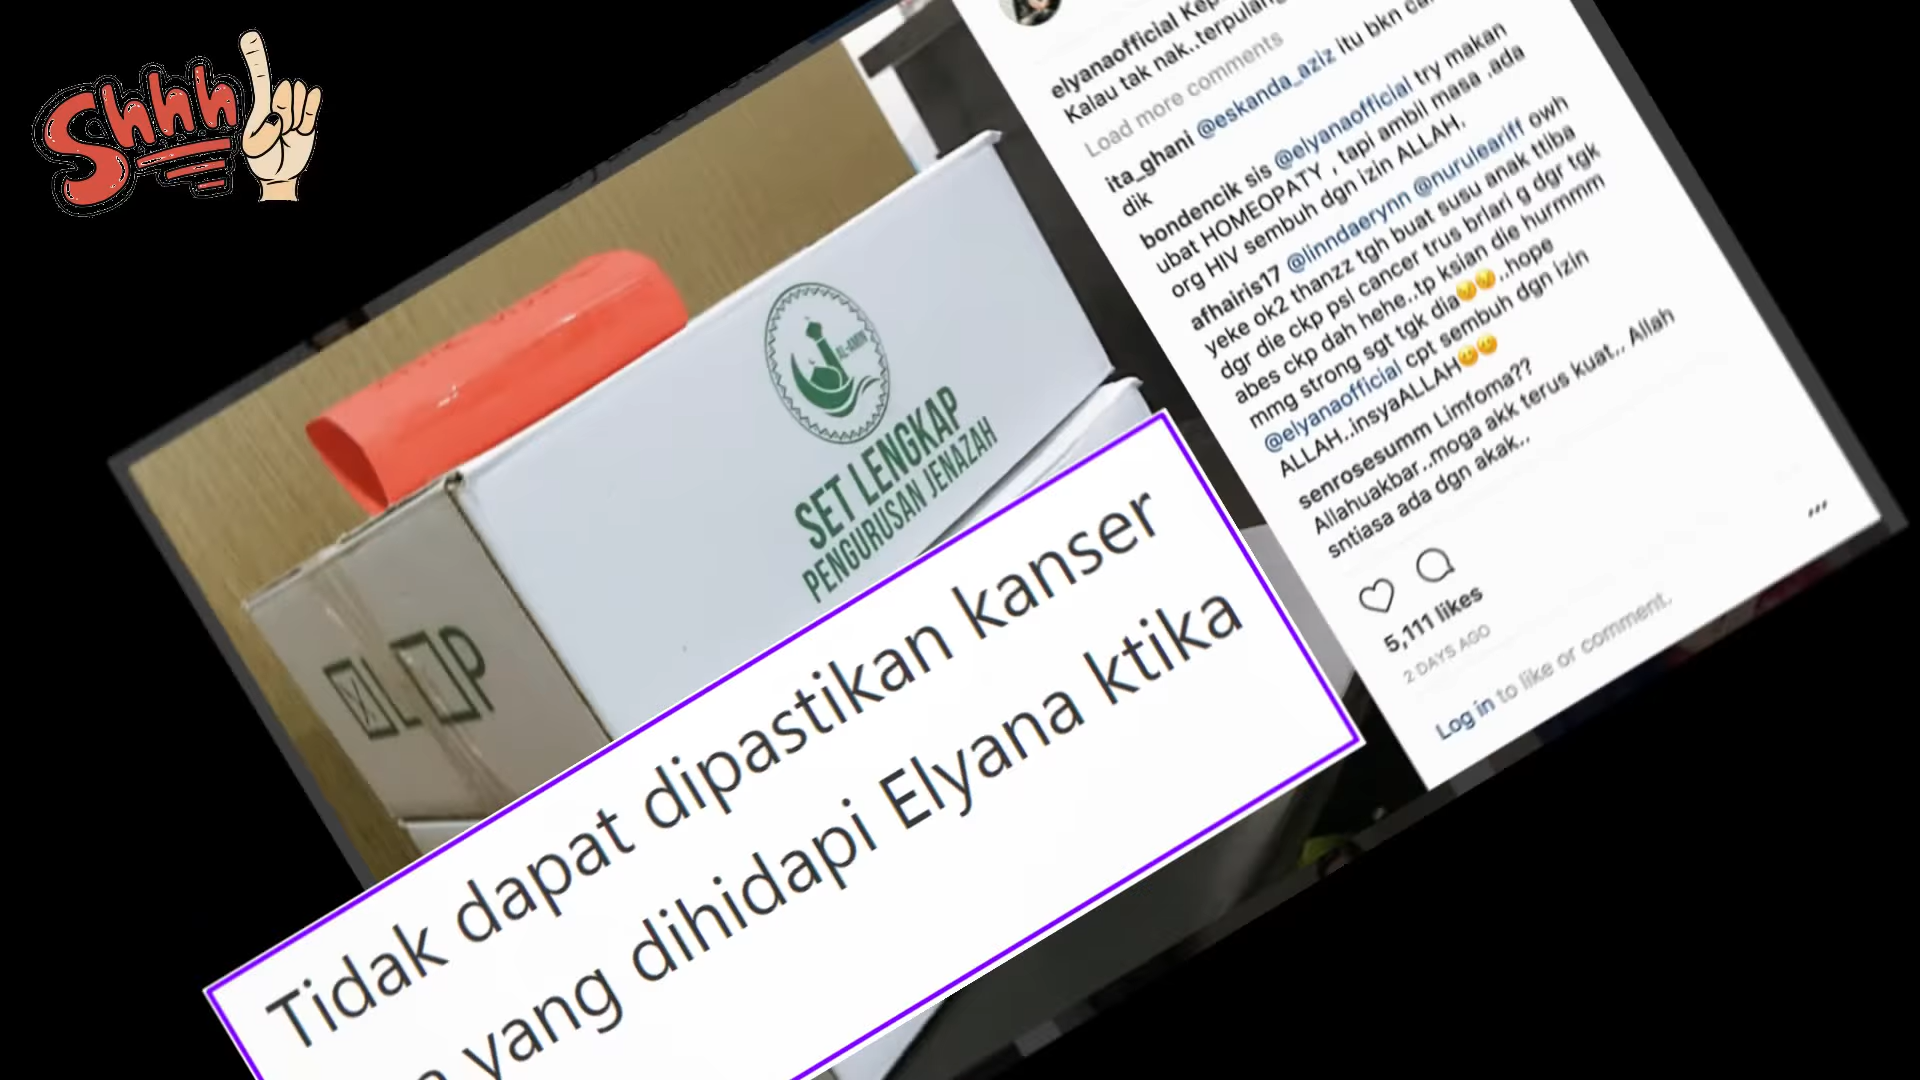 Shhh
AL-AMIN
SET LENGKAP
PENGURUSAN JENAZAH
L P
elyanaofficial
Kalau tak nak..terpulang
Load more comments
ita_ghani @eskanda_aziz itu bkn
dik
bondencik sis @elyanaofficial try makan
ubat HOMEOPATY , tapi ambil masa ,ada
org HIV sembuh dgn izin ALLAH.
afhairis17 @linndaerynn @nuruleariff owh
yeke ok2 thanzz tgh buat susu anak ttiba
dgr die ckp psl cancer trus brlari g dgr tgk
abes ckp dah hehe..tp ksian die hurmmm
mmg strong sgt tgk dia😢😢..hope
@elyanaofficial cpt sembuh dgn izin
ALLAH..insyaALLAH😊😊
senrosesumm Limfoma??
Allahuakbar..moga akk terus kuat.. Allah
sntiasa ada dgn akak..
5,111 likes
2 DAYS AGO
Log in to like or comment.
Tidak dapat dipastikan kanser
yang dihidapi Elyana ktika